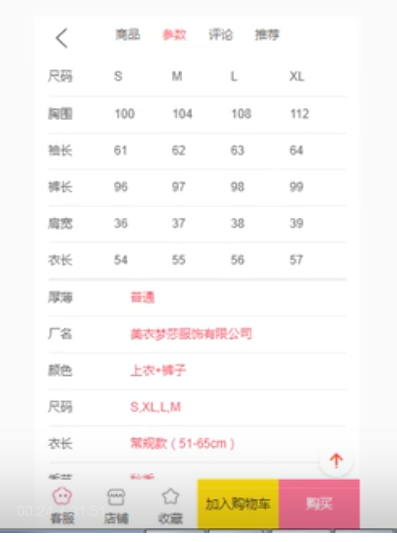 商品 参数 评论 推荐
尺码 S M L XL
胸围 100 104 108 112
袖长 61 62 63 64
裤长 96 97 98 99
肩宽 36 37 38 39
衣长 54 55 56 57
厚薄 普通
厂名 美衣梦莎服饰有限公司
颜色 上衣+裤子
尺码 S,XL,L,M
衣长 常规款（51-65cm）
客服 店铺 收藏 加入购物车 购买